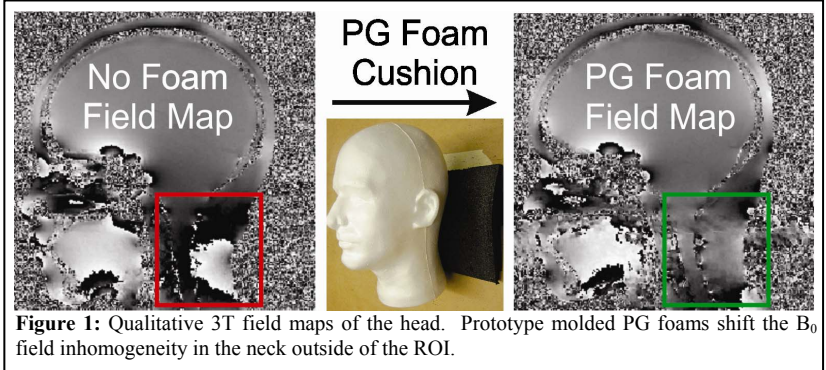 No Foam
Field Map
PG Foam
Cushion
PG Foam
Field Map
Figure 1: Qualitative 3T field maps of the head. Prototype molded PG foams shift the B₀
field inhomogeneity in the neck outside of the ROI.